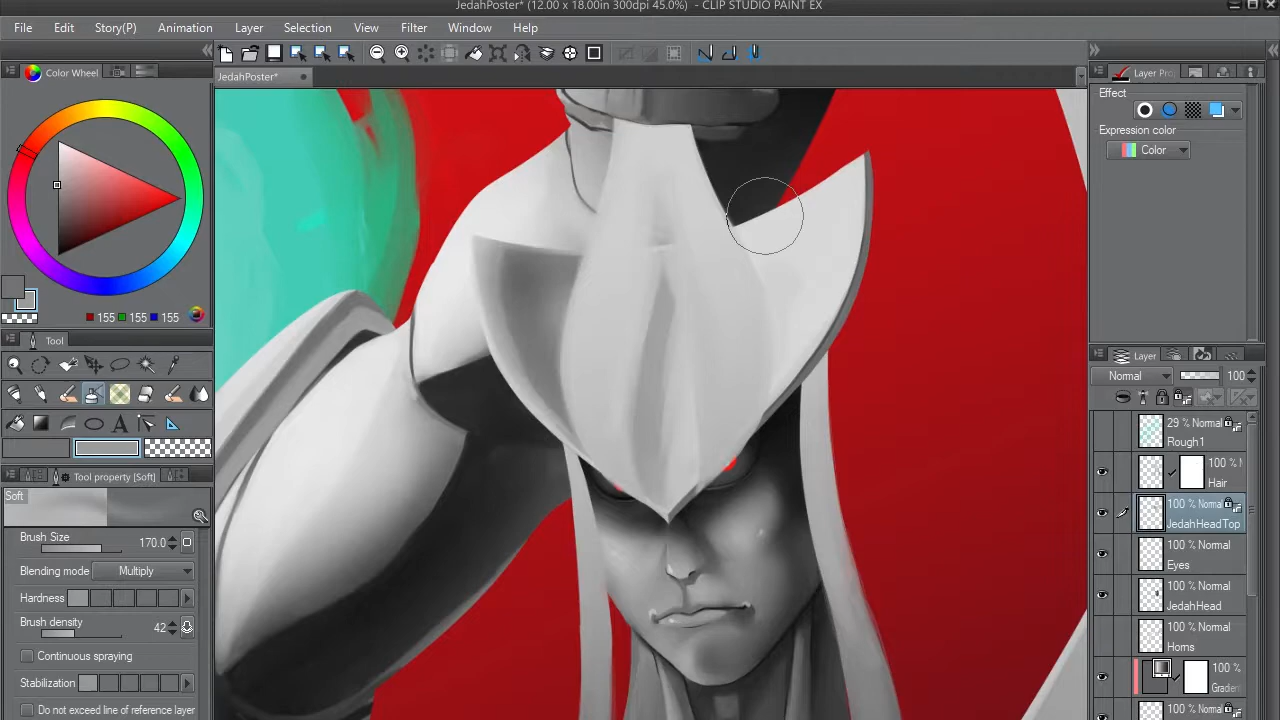 JedahPoster* (12.00 x 18.00in 300dpi 45.0%) - CLIP STUDIO PAINT EX
File Edit Story(P) Animation Layer Selection View Filter Window Help
Color Wheel
JedahPoster*
Layer Pro
Effect
Expression color
Color
155 155 155
Tool
Layer
Normal 100
29 % Normal
Rough1
100 %
Hair
100 % Norma
JedahHeadTop
100 % Normal
Eyes
100 % Normal
JedahHead
100 % Normal
Horns
100 %
Gradien
100 % Normal
Tool property [Soft]
Soft
Brush Size 170.0
Blending mode Multiply
Hardness
Brush density 42
Continuous spraying
Stabilization
Do not exceed line of reference layer